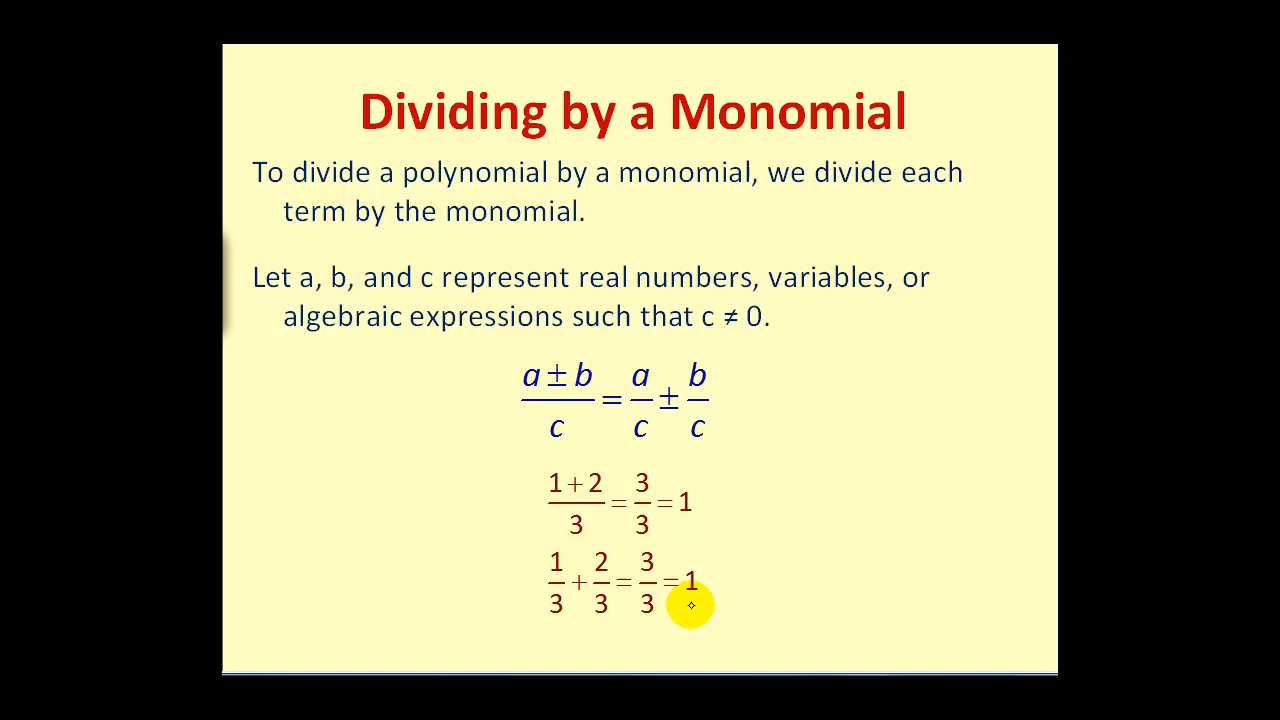 Dividing by a Monomial
To divide a polynomial by a monomial, we divide each
term by the monomial.
Let a, b, and c represent real numbers, variables, or
algebraic expressions such that c ≠ 0.
(a ± b)/c = a/c ± b/c
(1 + 2)/3 = 3/3 = 1
1/3 + 2/3 = 3/3 = 1